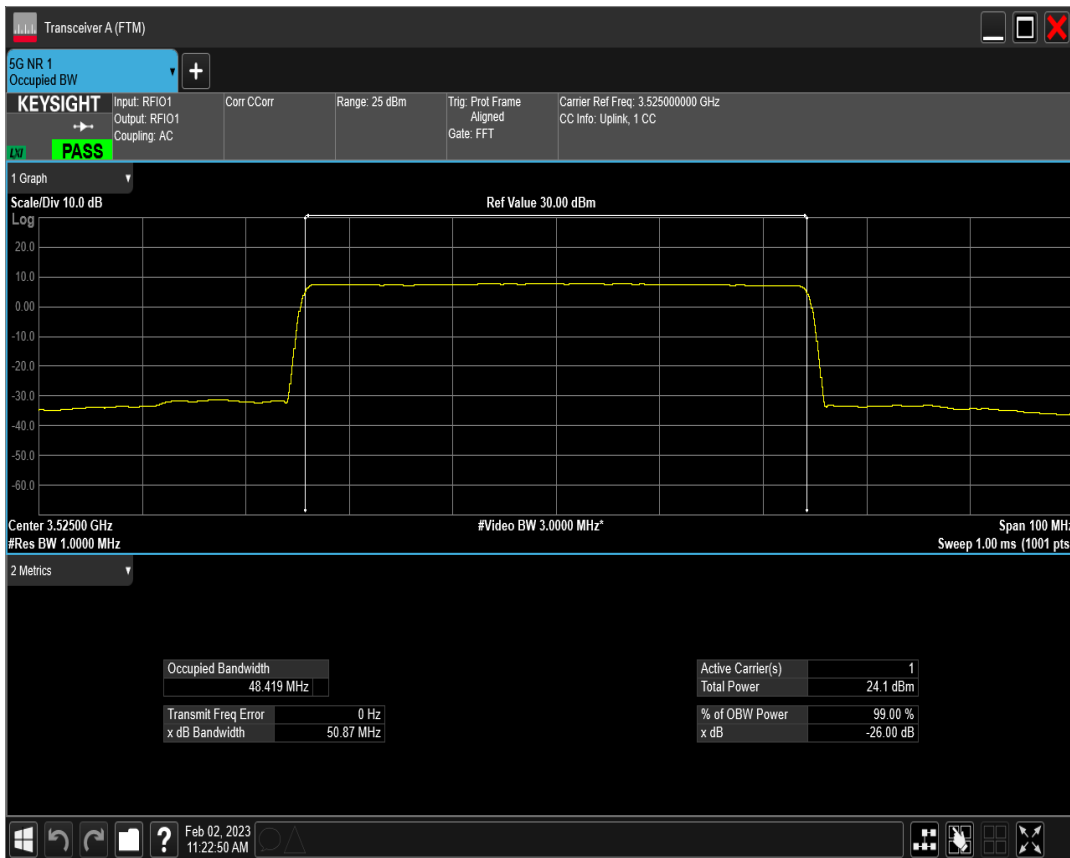 Transceiver A (FTM)
5G NR 1
Occupied BW
+
KEYSIGHT
LXI
PASS
Input: RFIO1
Output: RFIO1
Coupling: AC
Corr CCorr
Range: 25 dBm
Trig: Prot Frame
Aligned
Gate: FFT
Carrier Ref Freq: 3.525000000 GHz
CC Info: Uplink, 1 CC
1 Graph
Scale/Div 10.0 dB
Ref Value 30.00 dBm
Log
20.0
10.0
0.00
-10.0
-20.0
-30.0
-40.0
-50.0
-60.0
Center 3.52500 GHz
#Video BW 3.0000 MHz*
Span 100 MHz
#Res BW 1.0000 MHz
Sweep 1.00 ms (1001 pts
2 Metrics
Occupied Bandwidth
48.419 MHz
Transmit Freq Error 0 Hz
x dB Bandwidth 50.87 MHz
Active Carrier(s) 1
Total Power 24.1 dBm
% of OBW Power 99.00 %
x dB -26.00 dB
?
Feb 02, 2023
11:22:50 AM